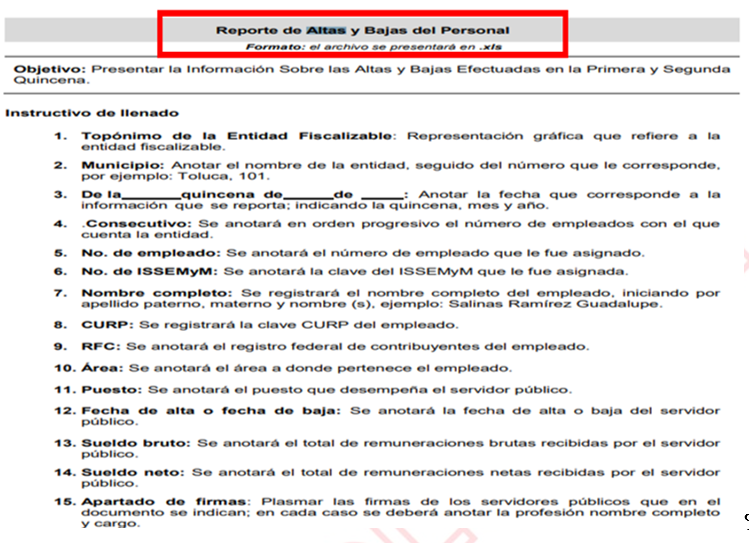 Reporte de Altas y Bajas del Personal
Formato: el archivo se presentará en .xls
Objetivo: Presentar la Información Sobre las Altas y Bajas Efectuadas en la Primera y Segunda
Quincena.
Instructivo de llenado
1. Topónimo de la Entidad Fiscalizable: Representación gráfica que refiere a la
entidad fiscalizable.
2. Municipio: Anotar el nombre de la entidad, seguido del número que le corresponde,
por ejemplo: Toluca, 101.
3. De la______quincena de_____de _____: Anotar la fecha que corresponde a la
información que se reporta; indicando la quincena, mes y año.
4. .Consecutivo: Se anotará en orden progresivo el número de empleados con el que
cuenta la entidad.
5. No. de empleado: Se anotará el número de empleado que le fue asignado.
6. No. de ISSEMyM: Se anotará la clave del ISSEMyM que le fue asignada.
7. Nombre completo: Se registrará el nombre completo del empleado, iniciando por
apellido paterno, materno y nombre (s), ejemplo: Salinas Ramírez Guadalupe.
8. CURP: Se registrará la clave CURP del empleado.
9. RFC: Se anotará el registro federal de contribuyentes del empleado.
10. Área: Se anotará el área a donde pertenece el empleado.
11. Puesto: Se anotará el puesto que desempeña el servidor público.
12. Fecha de alta o fecha de baja: Se anotará la fecha de alta o baja del servidor
público.
13. Sueldo bruto: Se anotará el total de remuneraciones brutas recibidas por el servidor
público.
14. Sueldo neto: Se anotará el total de remuneraciones netas recibidas por el servidor
público.
15. Apartado de firmas: Plasmar las firmas de los servidores públicos que en el
documento se indican; en cada caso se deberá anotar la profesión nombre completo
y cargo.